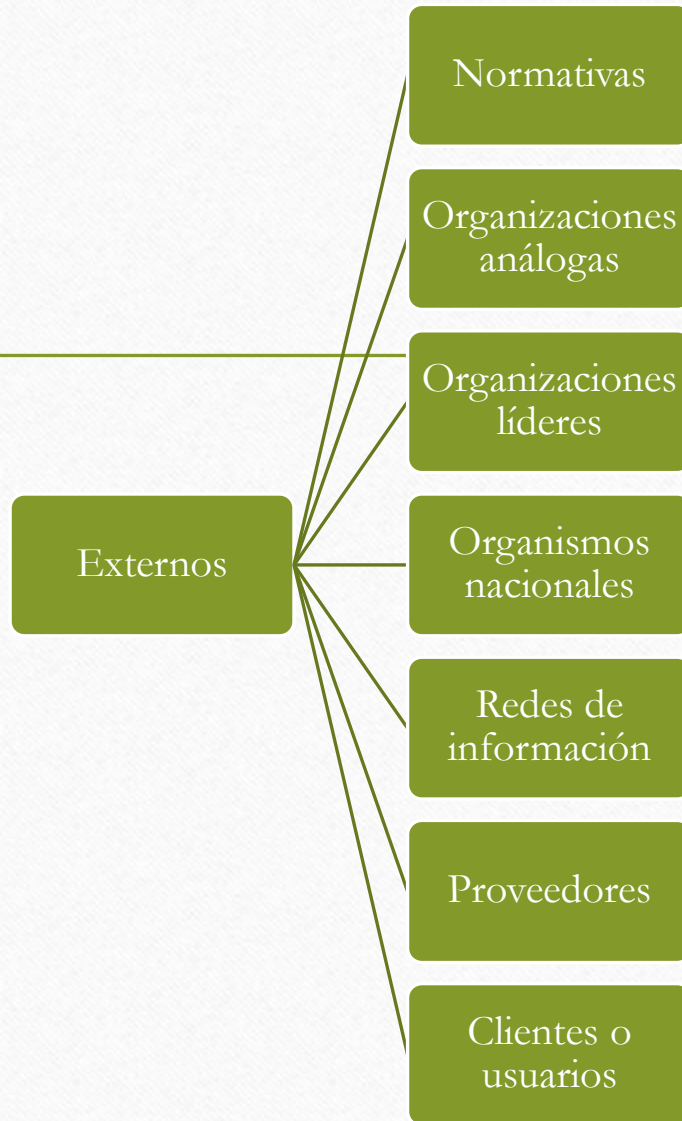 Externos
Normativas
Organizaciones
análogas
Organizaciones
líderes
Organismos
nacionales
Redes de
información
Proveedores
Clientes o
usuarios